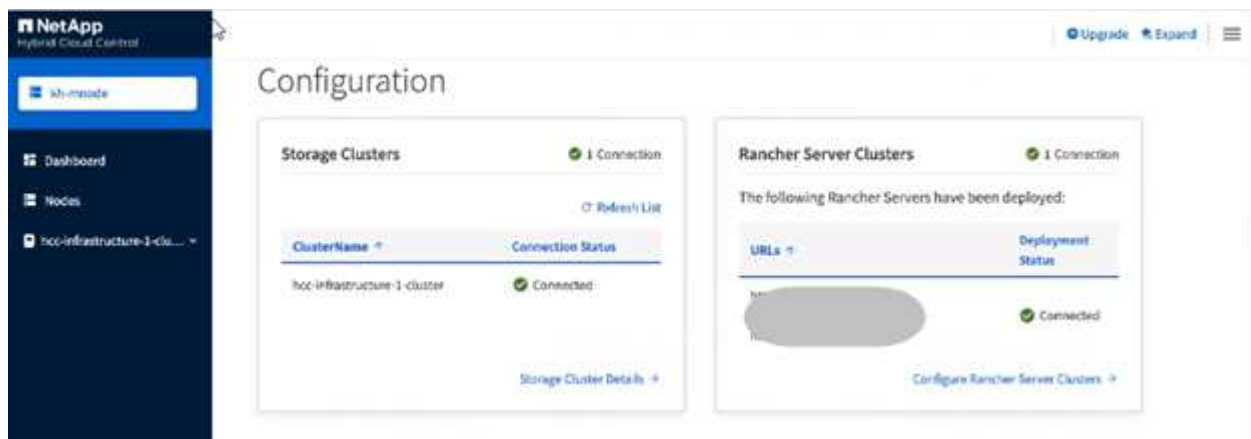 NetApp
Hybrid Cloud Control
Upgrade Expand
kh-mnode
Configuration
Dashboard
Nodes
hcc-infrastructure-1-clu...
Storage Clusters
1 Connection
Refresh List
ClusterName
Connection Status
hcc-infrastructure-1-cluster
Connected
Storage Cluster Details
Rancher Server Clusters
1 Connection
The following Rancher Servers have been deployed:
URLs
Deployment
Status
Connected
Configure Rancher Server Clusters